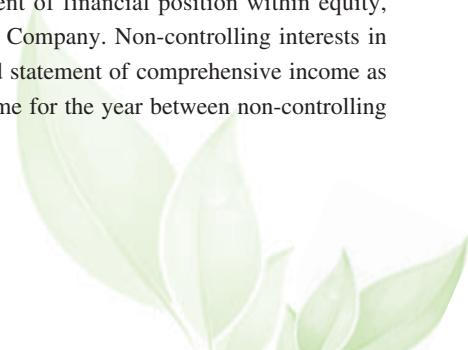 ent of financial position within equity,
Company. Non-controlling interests in
statement of comprehensive income as
me for the year between non-controlling